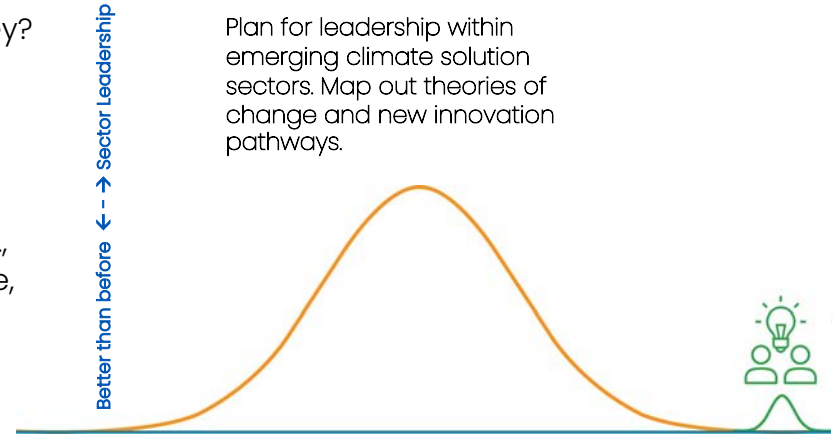 y?
,
e,
Better than before ← - → Sector Leadership
Plan for leadership within
emerging climate solution
sectors. Map out theories of
change and new innovation
pathways.